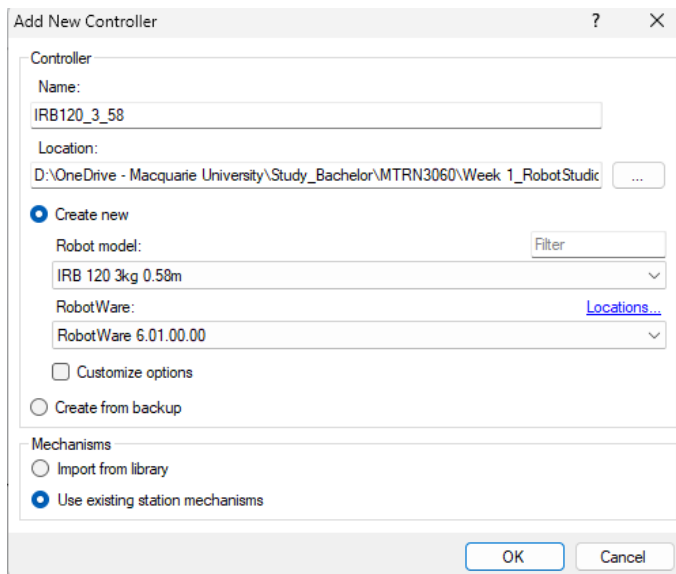 Add New Controller ? ×
Controller
Name:
IRB120_3_58
Location:
D:\OneDrive - Macquarie University\Study_Bachelor\MTRN3060\Week 1_RobotStudic ...
Create new
Robot model: Filter
IRB 120 3kg 0.58m
RobotWare: Locations...
RobotWare 6.01.00.00
Customize options
Create from backup
Mechanisms
Import from library
Use existing station mechanisms
OK Cancel